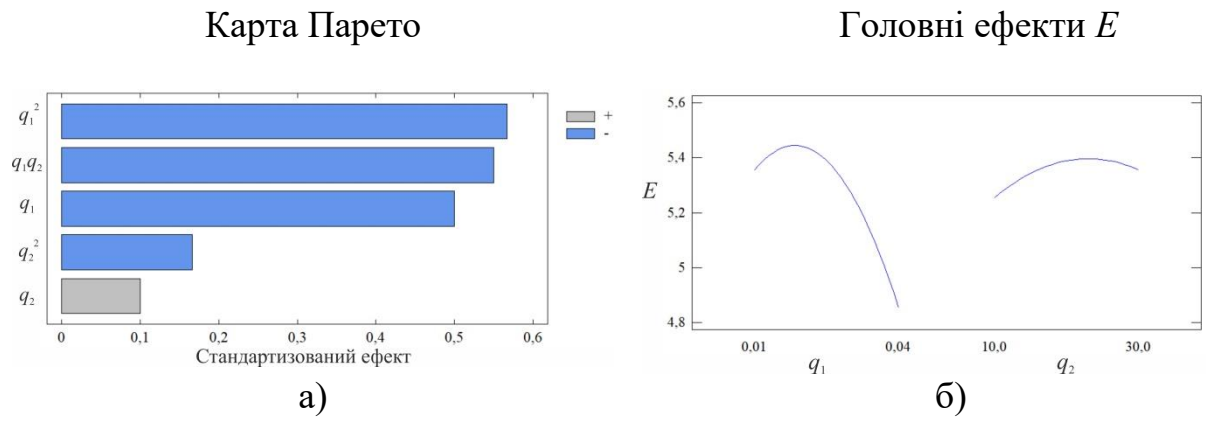 Карта Парето
q₁²
q₁q₂
q₁
q₂²
q₂
+
-
0 0,1 0,2 0,3 0,4 0,5 0,6
Стандартизований ефект
а)
Головні ефекти E
5,6
5,4
E
5,2
5
4,8
0,01 0,04 10,0 30,0
q₁ q₂
б)